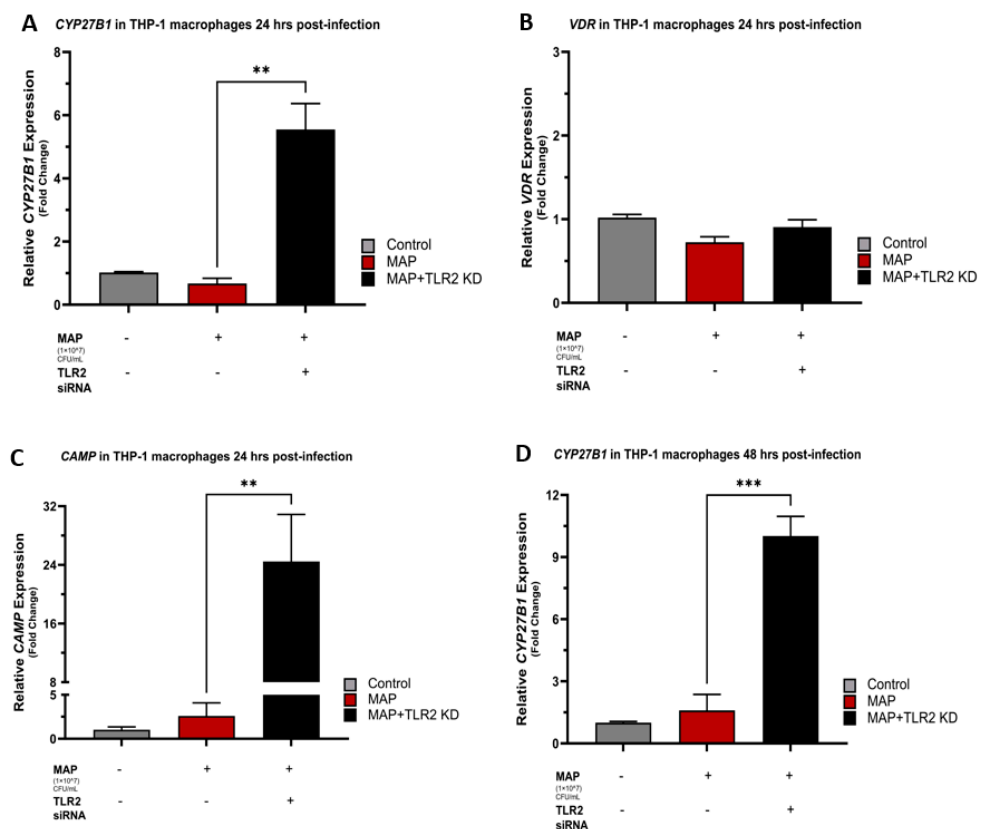 A
CYP27B1 in THP-1 macrophages 24 hrs post-infection
Relative CYP27B1 Expression
(Fold Change)
8
6
4
2
0
**
Control
MAP
MAP+TLR2 KD
MAP - + +
(1×10^7)
CFU/mL
TLR2 - - +
siRNA
B
VDR in THP-1 macrophages 24 hrs post-infection
Relative VDR Expression
(Fold Change)
3
2
1
0
Control
MAP
MAP+TLR2 KD
MAP - + +
(1×10^7)
CFU/mL
TLR2 - - +
siRNA
C
CAMP in THP-1 macrophages 24 hrs post-infection
Relative CAMP Expression
(Fold Change)
32
24
16
8
5
0
**
Control
MAP
MAP+TLR2 KD
MAP - + +
(1×10^7)
CFU/mL
TLR2 - - +
siRNA
D
CYP27B1 in THP-1 macrophages 48 hrs post-infection
Relative CYP27B1 Expression
(Fold Change)
12
9
6
3
0
***
Control
MAP
MAP+TLR2 KD
MAP - + +
(1×10^7)
CFU/mL
TLR2 - - +
siRNA